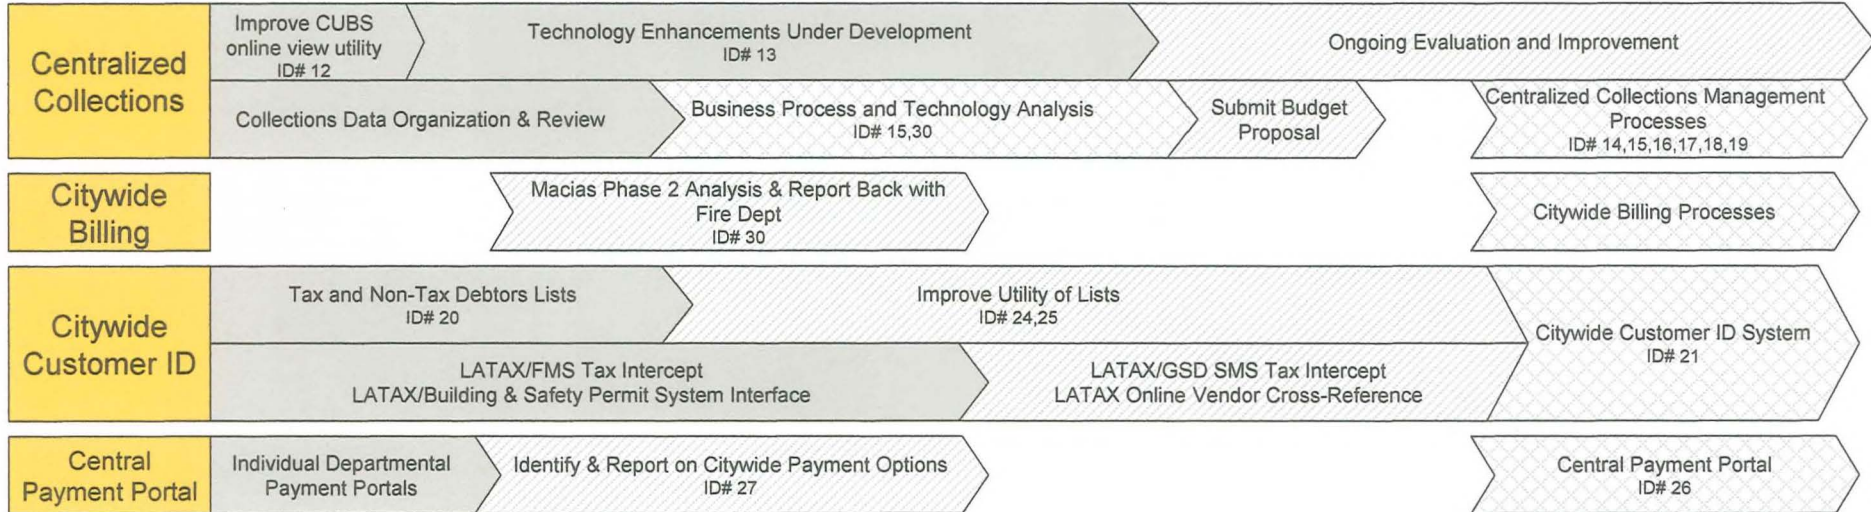 Centralized
Collections
Improve CUBS
online view utility
ID# 12
Technology Enhancements Under Development
ID# 13
Ongoing Evaluation and Improvement
Collections Data Organization & Review
Business Process and Technology Analysis
ID# 15,30
Submit Budget
Proposal
Centralized Collections Management
Processes
ID# 14,15,16,17,18,19
Citywide
Billing
Macias Phase 2 Analysis & Report Back with
Fire Dept
ID# 30
Citywide Billing Processes
Citywide
Customer ID
Tax and Non-Tax Debtors Lists
ID# 20
Improve Utility of Lists
ID# 24,25
LATAX/FMS Tax Intercept
LATAX/Building & Safety Permit System Interface
LATAX/GSD SMS Tax Intercept
LATAX Online Vendor Cross-Reference
Citywide Customer ID System
ID# 21
Central
Payment Portal
Individual Departmental
Payment Portals
Identify & Report on Citywide Payment Options
ID# 27
Central Payment Portal
ID# 26